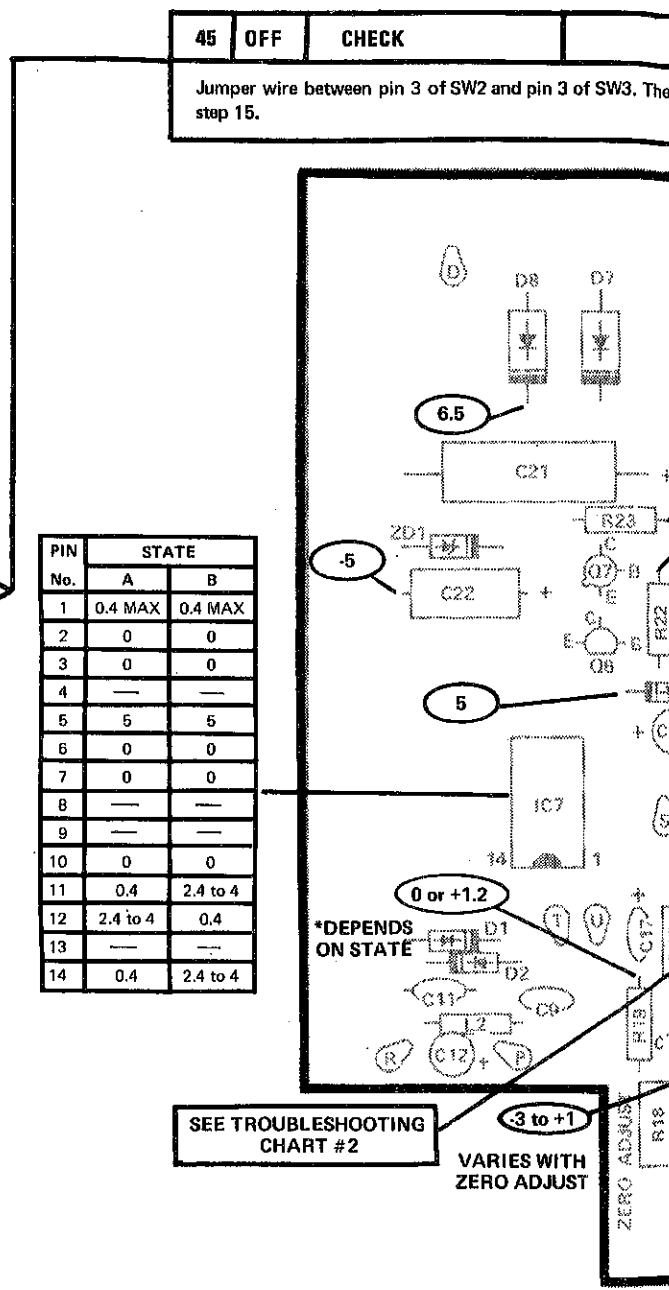 45 OFF CHECK
Jumper wire between pin 3 of SW2 and pin 3 of SW3. The
step 15.
D
D8 D7
6.5
C21
+
R23
ZD1
-5
C22 +
C
Q7 B
E
R22
C
E B
Q6
5
+ C
PIN No. STATE
A B
1 0.4 MAX 0.4 MAX
2 0 0
3 0 0
4 — —
5 5 5
6 0 0
7 0 0
8 — —
9 — —
10 0 0
11 0.4 2.4 to 4
12 2.4 to 4 0.4
13 — —
14 0.4 2.4 to 4
IC7
S
14 1
0 or +1.2
*DEPENDS
ON STATE
D1
D2
T U
+
C17
C11
C9
L2
R19
R C12 + P
SEE TROUBLESHOOTING
CHART #2
-3 to +1
VARIES WITH
ZERO ADJUST
ZERO ADJUST
R18